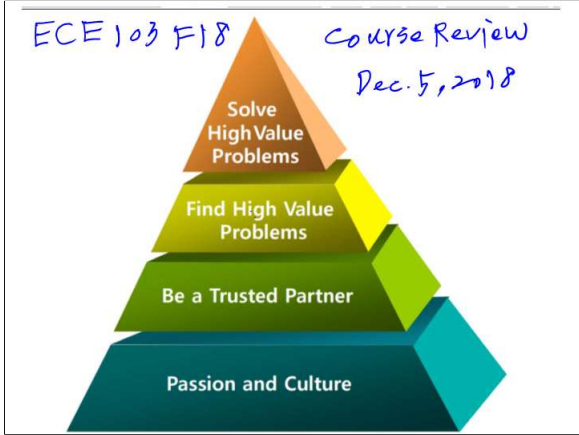 ECE 103 F18
Course Review
Dec. 5, 2018
Solve
High Value
Problems
Find High Value
Problems
Be a Trusted Partner
Passion and Culture